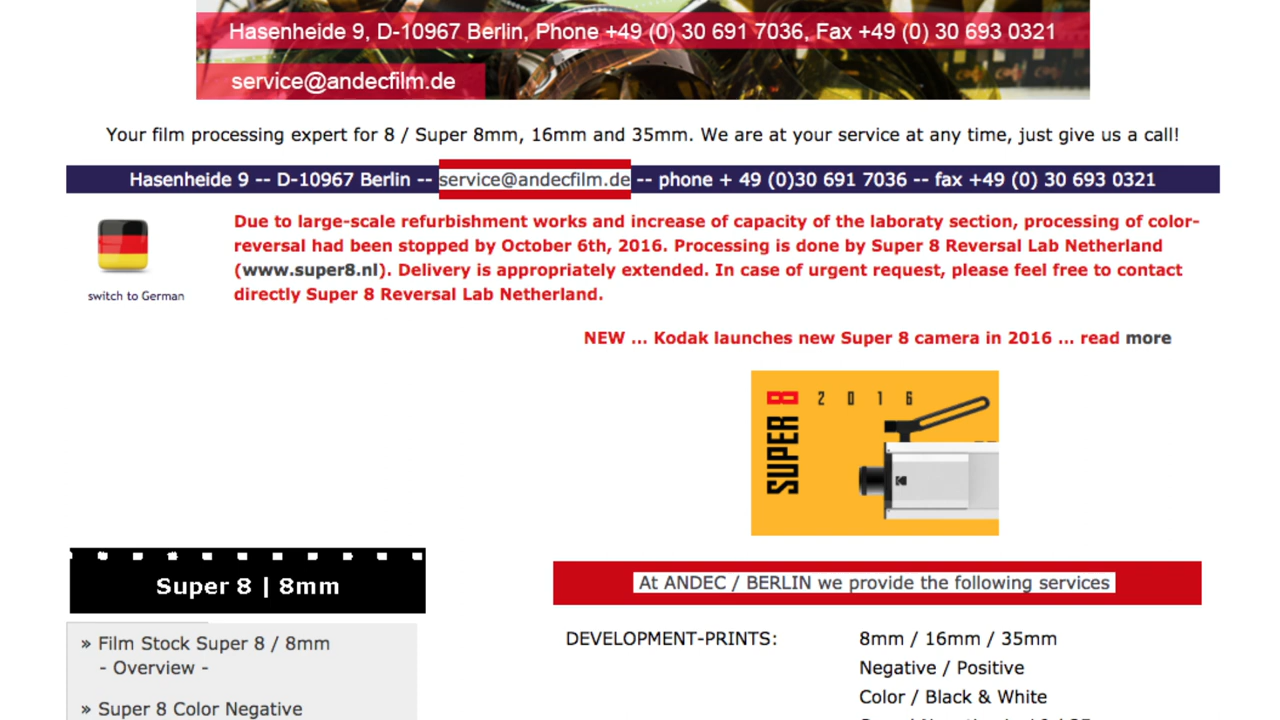 Hasenheide 9, D-10967 Berlin, Phone +49 (0) 30 691 7036, Fax +49 (0) 30 693 0321
service@andecfilm.de
Your film processing expert for 8 / Super 8mm, 16mm and 35mm. We are at your service at any time, just give us a call!
Hasenheide 9 -- D-10967 Berlin -- service@andecfilm.de -- phone + 49 (0)30 691 7036 -- fax +49 (0) 30 693 0321
Due to large-scale refurbishment works and increase of capacity of the laboraty section, processing of color-
reversal had been stopped by October 6th, 2016. Processing is done by Super 8 Reversal Lab Netherland
(www.super8.nl). Delivery is appropriately extended. In case of urgent request, please feel free to contact
directly Super 8 Reversal Lab Netherland.
switch to German
NEW ... Kodak launches new Super 8 camera in 2016 ... read more
SUPER 8
2016
Super 8 | 8mm
» Film Stock Super 8 / 8mm
- Overview -
» Super 8 Color Negative
At ANDEC / BERLIN we provide the following services
DEVELOPMENT-PRINTS: 8mm / 16mm / 35mm
Negative / Positive
Color / Black & White